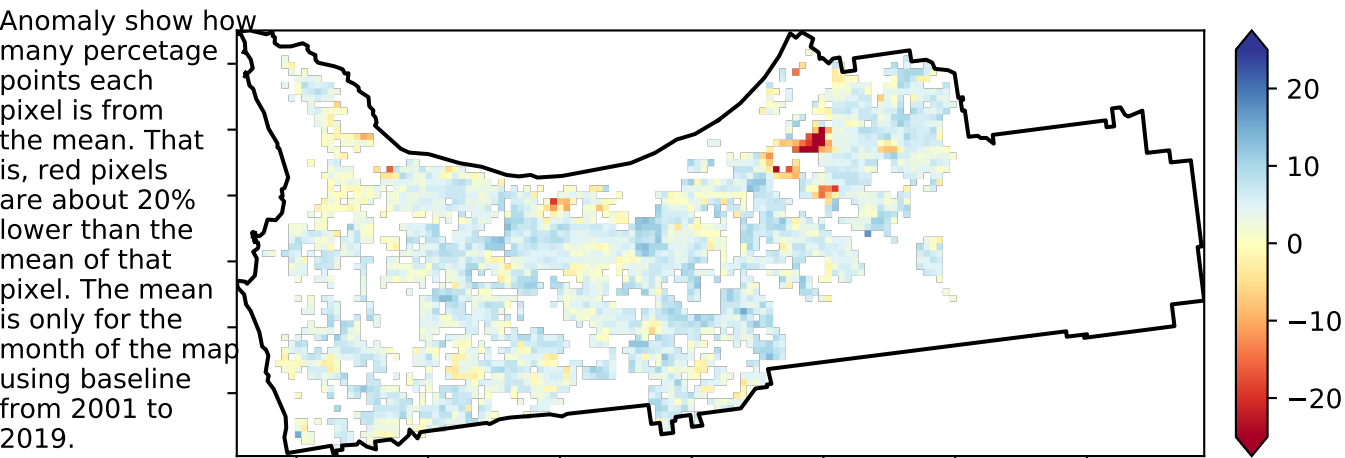 Anomaly show how
many percetage
points each
pixel is from
the mean. That
is, red pixels
are about 20%
lower than the
mean of that
pixel. The mean
is only for the
month of the map
using baseline
from 2001 to
2019.
20
10
0
−10
−20